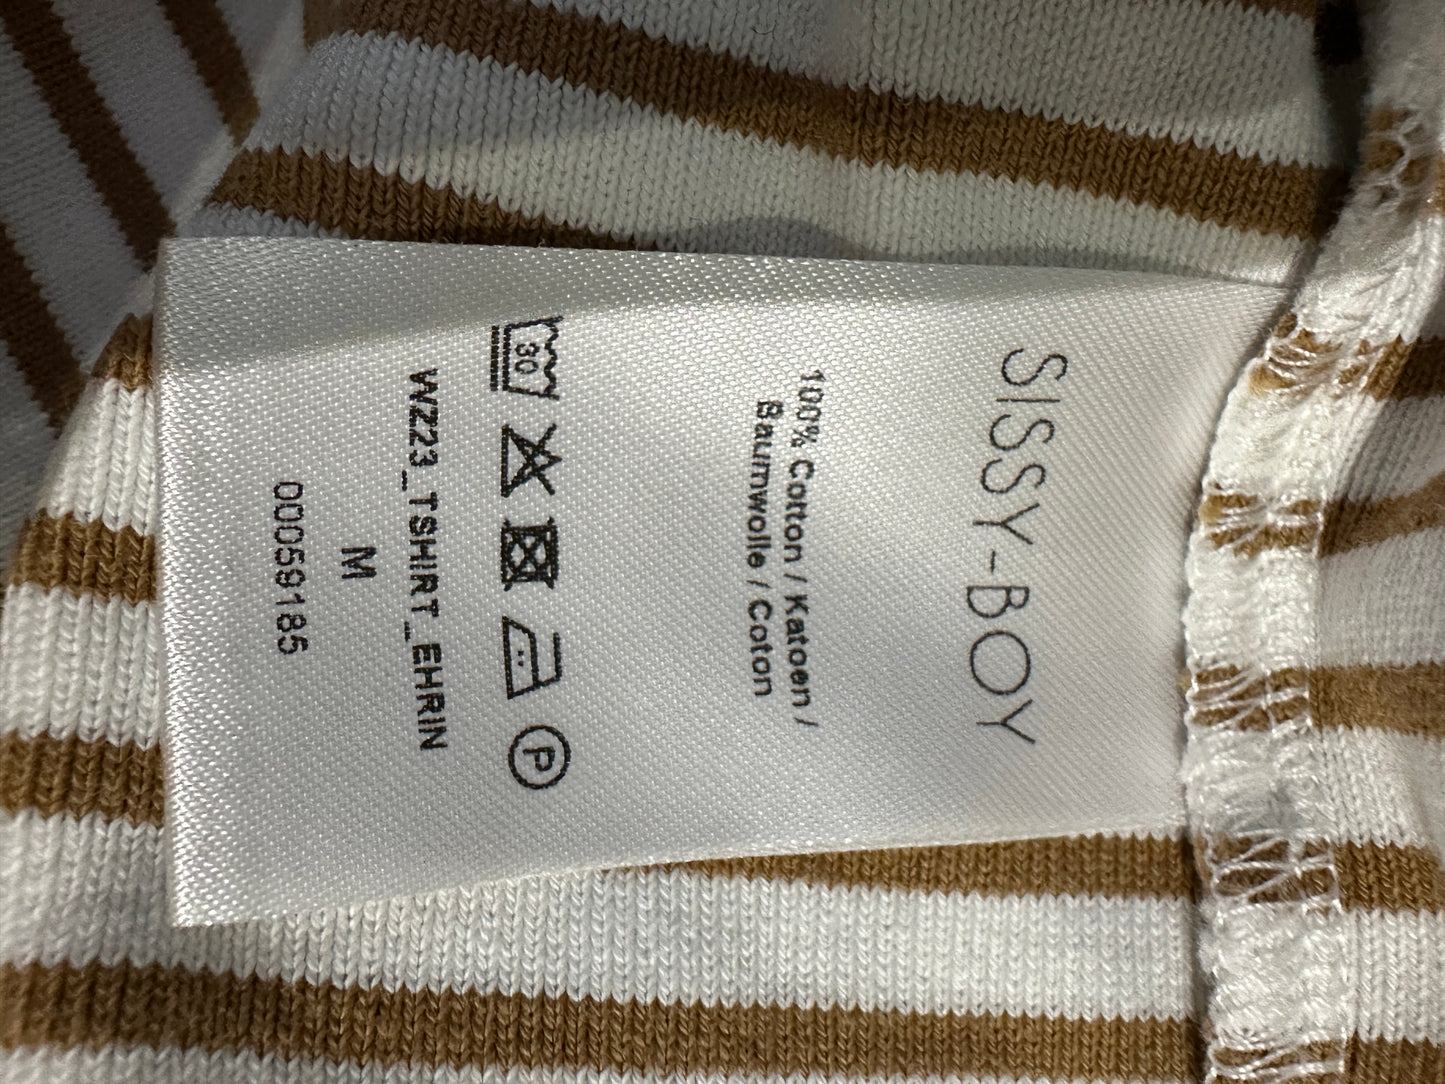 SISSY-BOY
100% Cotton / Katoen /
Baumwolle / Coton
30
P
WZ23_TSHIRT_EHRIN
M
00059185